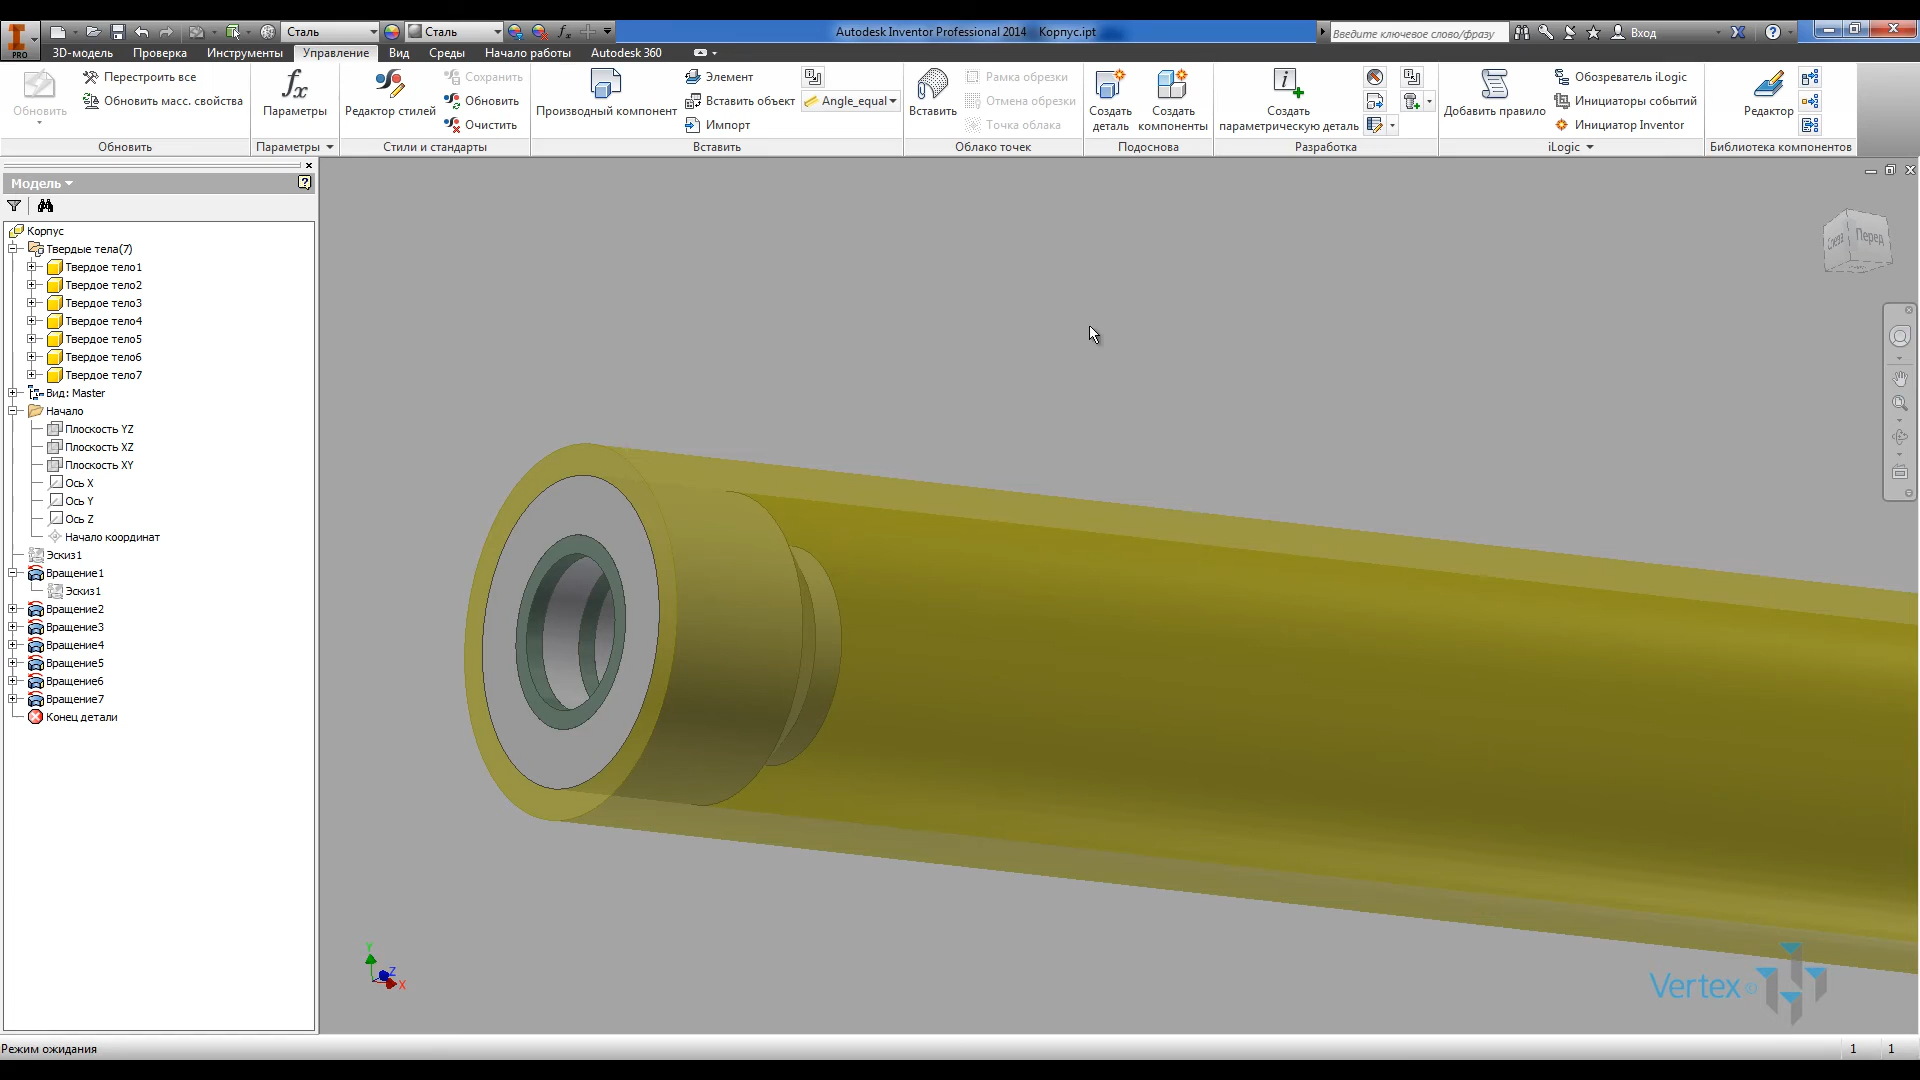 Сталь
Сталь
Autodesk Inventor Professional 2014 Корпус.ipt
Введите ключевое слово/фразу
Вход
PRO
3D-модель Проверка Инструменты Управление Вид Среды Начало работы Autodesk 360
Обновить
Перестроить все
Обновить масс. свойства
Обновить
Параметры
Параметры
Редактор стилей
Сохранить
Обновить
Очистить
Стили и стандарты
Производный компонент
Элемент
Вставить объект
Импорт
Angle_equal
Вставить
Вставить
Рамка обрезки
Отмена обрезки
Точка облака
Облако точек
Создать деталь
Создать компоненты
Подоснова
Создать параметрическую деталь
Разработка
Добавить правило
Обозреватель iLogic
Инициаторы событий
Инициатор Inventor
iLogic
Редактор
Библиотека компонентов
Модель
Корпус
Твердые тела(7)
Твердое тело1
Твердое тело2
Твердое тело3
Твердое тело4
Твердое тело5
Твердое тело6
Твердое тело7
Вид: Master
Начало
Плоскость YZ
Плоскость XZ
Плоскость XY
Ось X
Ось Y
Ось Z
Начало координат
Эскиз1
Вращение1
Эскиз1
Вращение2
Вращение3
Вращение4
Вращение5
Вращение6
Вращение7
Конец детали
Слева Перед
Y
Z
X
Vertex
Режим ожидания
1 1